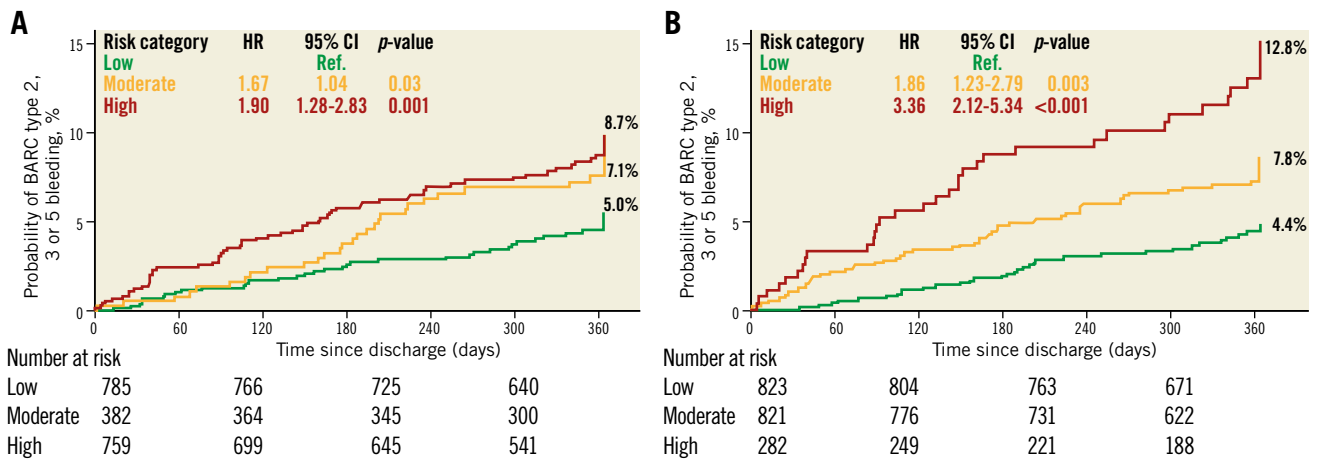 A
Risk category HR 95% CI p-value
Low Ref.
Moderate 1.67 1.04 0.03
High 1.90 1.28-2.83 0.001
Probability of BARC type 2,
3 or 5 bleeding, %
15
10
5
0
8.7%
7.1%
5.0%
0 60 120 180 240 300 360
Time since discharge (days)
Number at risk
Low 785 766 725 640
Moderate 382 364 345 300
High 759 699 645 541
B
Risk category HR 95% CI p-value
Low Ref.
Moderate 1.86 1.23-2.79 0.003
High 3.36 2.12-5.34 <0.001
Probability of BARC type 2,
3 or 5 bleeding, %
15
10
5
0
12.8%
7.8%
4.4%
0 60 120 180 240 300 360
Time since discharge (days)
Number at risk
Low 823 804 763 671
Moderate 821 776 731 622
High 282 249 221 188